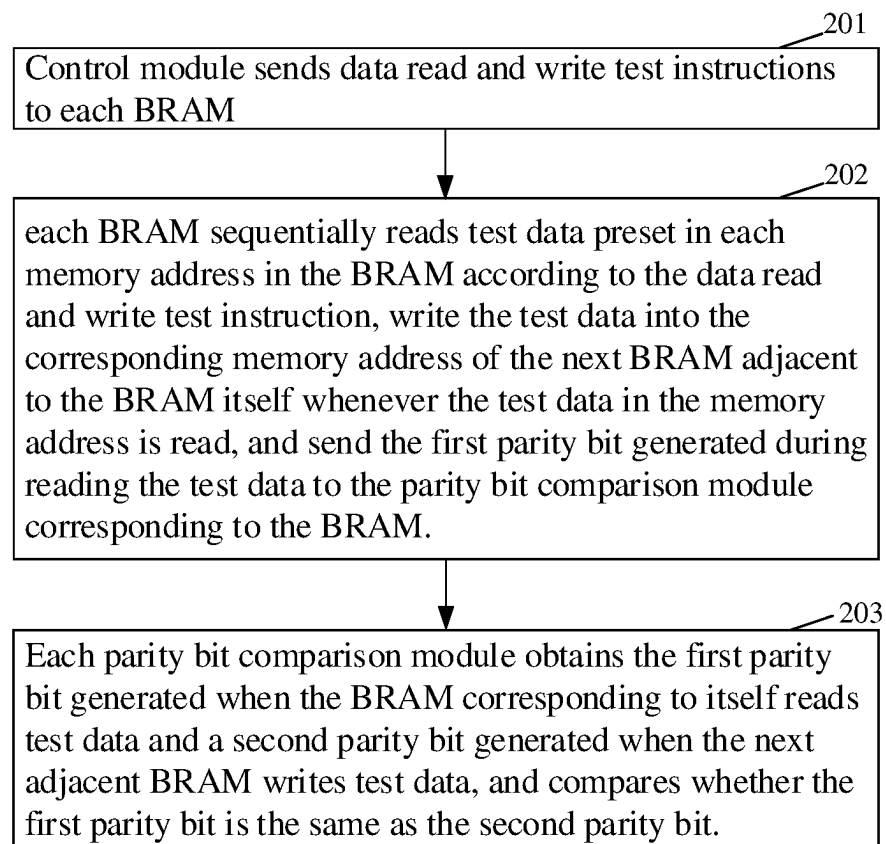 201
Control module sends data read and write test instructions
to each BRAM
202
each BRAM sequentially reads test data preset in each
memory address in the BRAM according to the data read
and write test instruction, write the test data into the
corresponding memory address of the next BRAM adjacent
to the BRAM itself whenever the test data in the memory
address is read, and send the first parity bit generated during
reading the test data to the parity bit comparison module
corresponding to the BRAM.
203
Each parity bit comparison module obtains the first parity
bit generated when the BRAM corresponding to itself reads
test data and a second parity bit generated when the next
adjacent BRAM writes test data, and compares whether the
first parity bit is the same as the second parity bit.